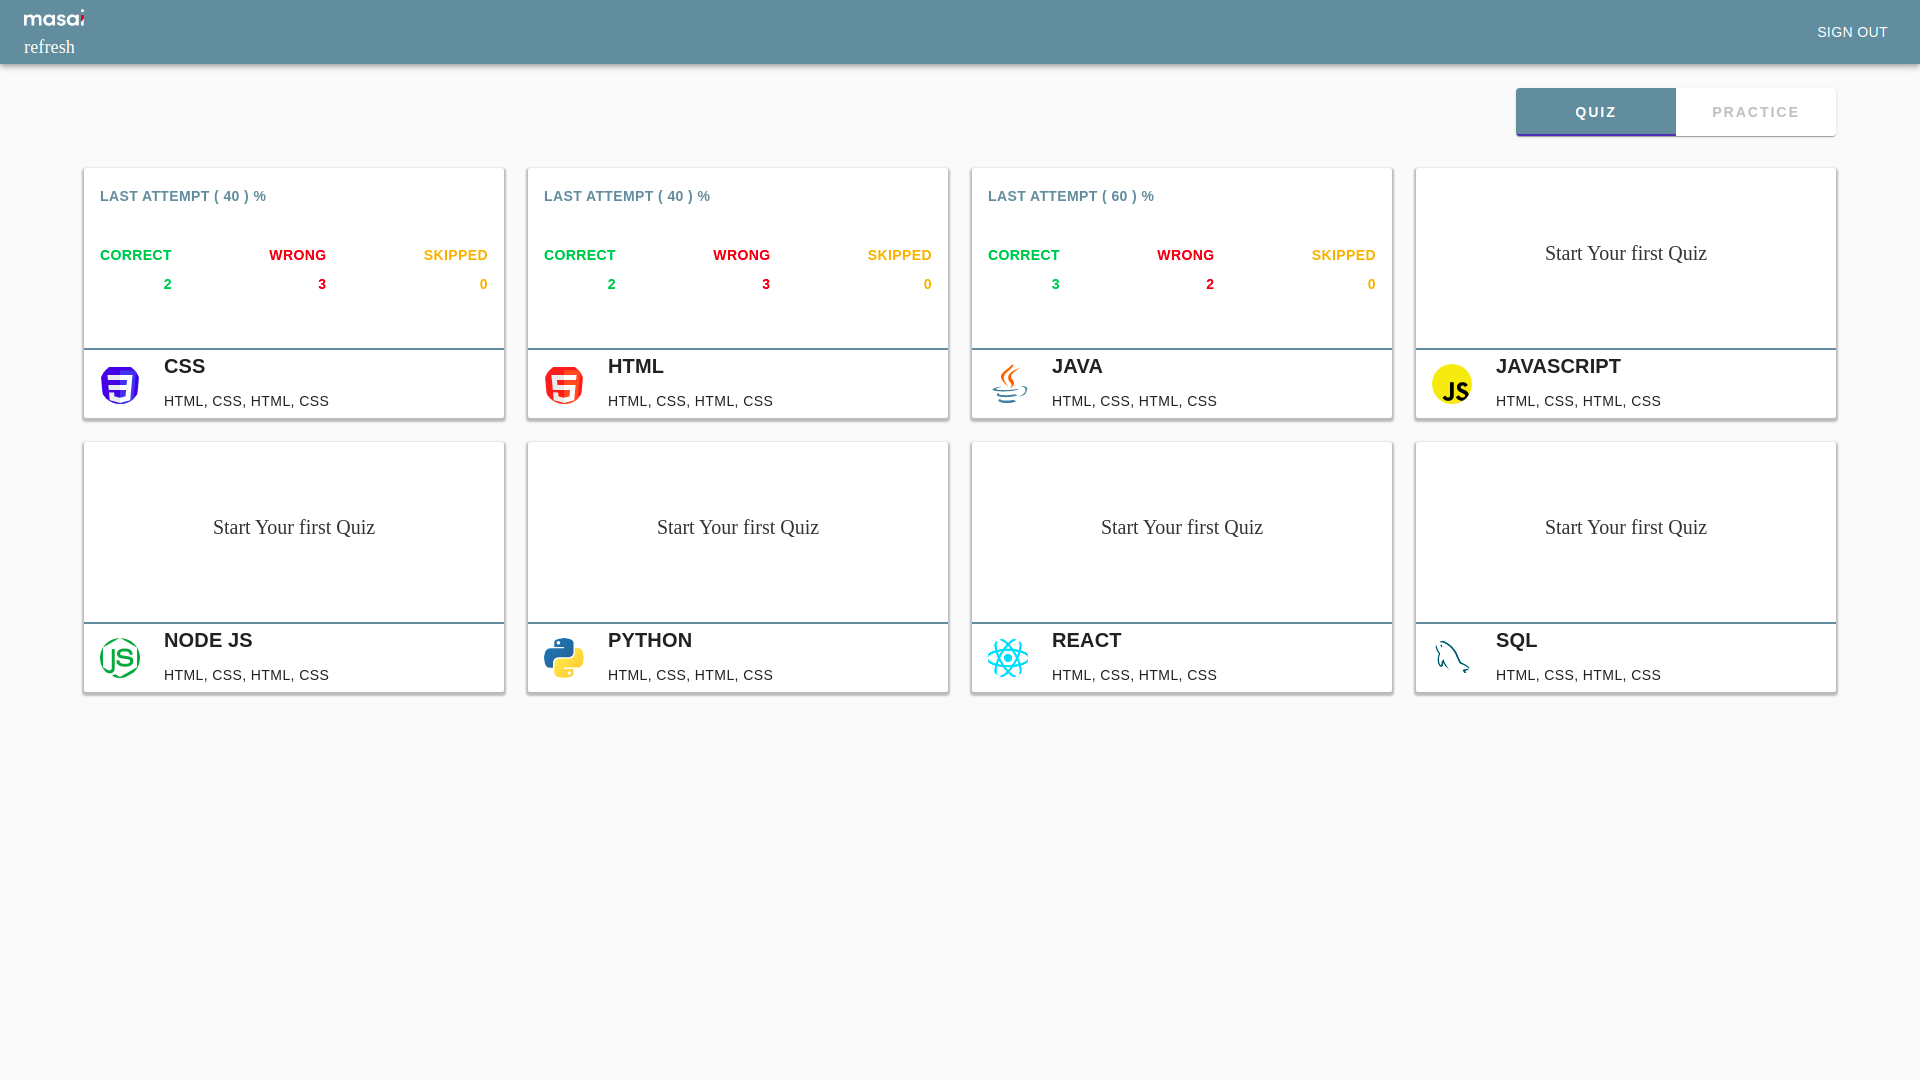 masai
refresh
SIGN OUT
QUIZ
PRACTICE
LAST ATTEMPT ( 40 ) %
CORRECT WRONG SKIPPED
2 3 0
CSS
HTML, CSS, HTML, CSS
LAST ATTEMPT ( 40 ) %
CORRECT WRONG SKIPPED
2 3 0
HTML
HTML, CSS, HTML, CSS
LAST ATTEMPT ( 60 ) %
CORRECT WRONG SKIPPED
3 2 0
JAVA
HTML, CSS, HTML, CSS
Start Your first Quiz
JS
JAVASCRIPT
HTML, CSS, HTML, CSS
Start Your first Quiz
JS
NODE JS
HTML, CSS, HTML, CSS
Start Your first Quiz
PYTHON
HTML, CSS, HTML, CSS
Start Your first Quiz
REACT
HTML, CSS, HTML, CSS
Start Your first Quiz
SQL
HTML, CSS, HTML, CSS